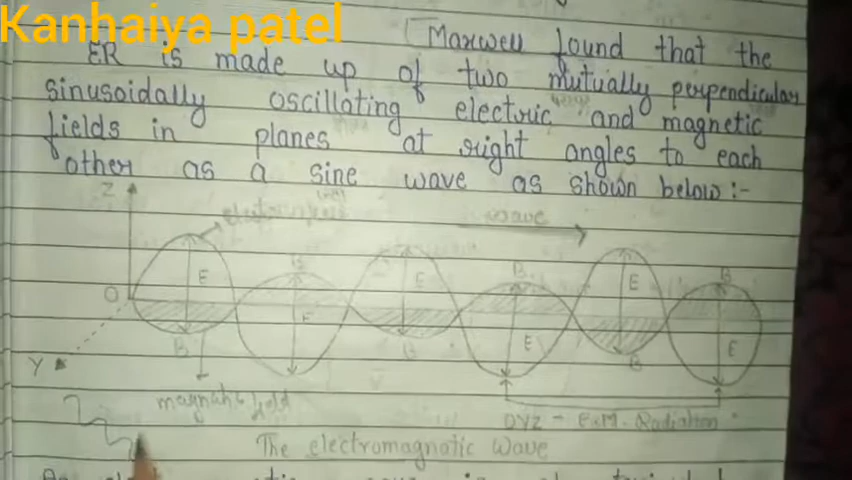 Kanhaiya patel
Maxwell found that the
ER is made up of two mutually perpendicular
sinusoidally oscillating electric and magnetic
fields in planes at right angles to each
other as a sine wave as shown below:-
Z
wave
E B E B E B
O
B E B E B E
Y
magnatic field
OYZ - E.M. Radiation
The electromagnetic wave